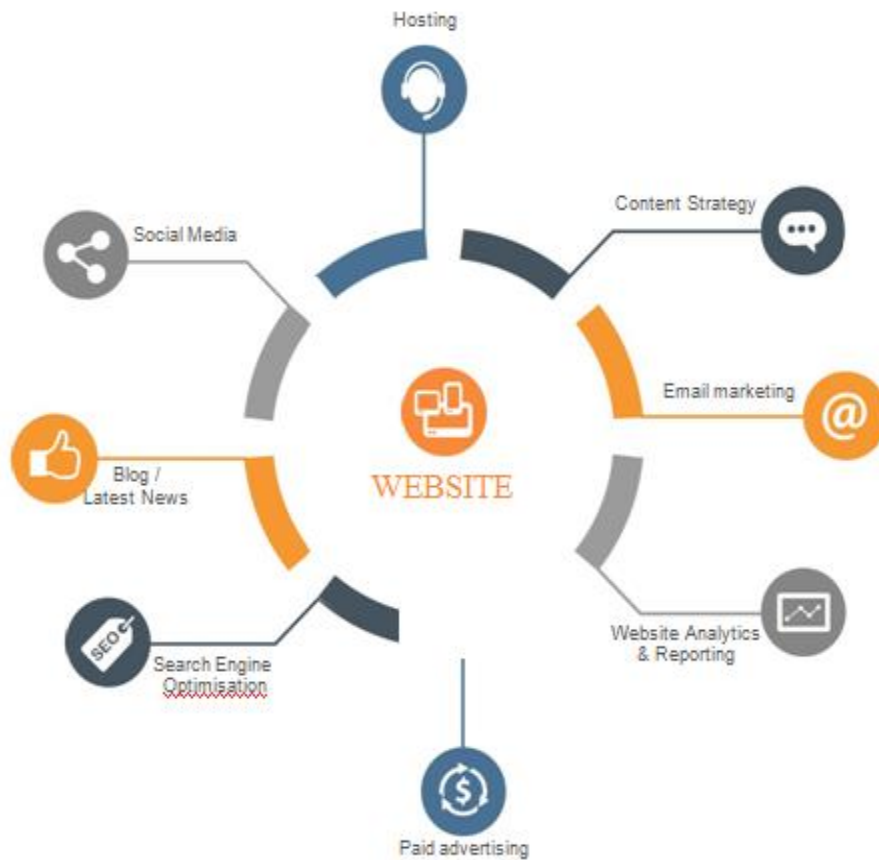 Hosting
Content Strategy
Social Media
Email marketing
@
WEBSITE
Blog /
Latest News
Website Analytics
& Reporting
SEO
Search Engine
Optimisation
$
Paid advertising